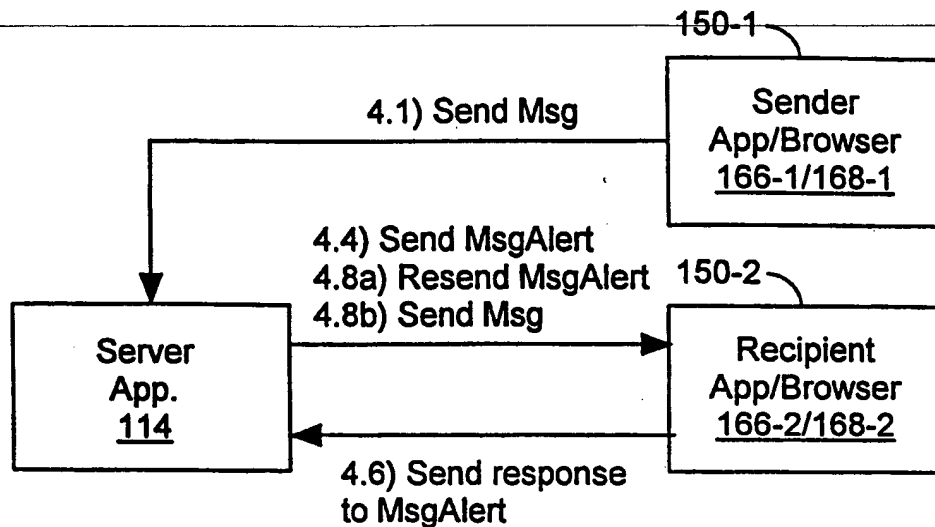 150-1
Sender
App/Browser
166-1/168-1
4.1) Send Msg
4.4) Send MsgAlert
4.8a) Resend MsgAlert
4.8b) Send Msg
150-2
Server
App.
114
Recipient
App/Browser
166-2/168-2
4.6) Send response
to MsgAlert